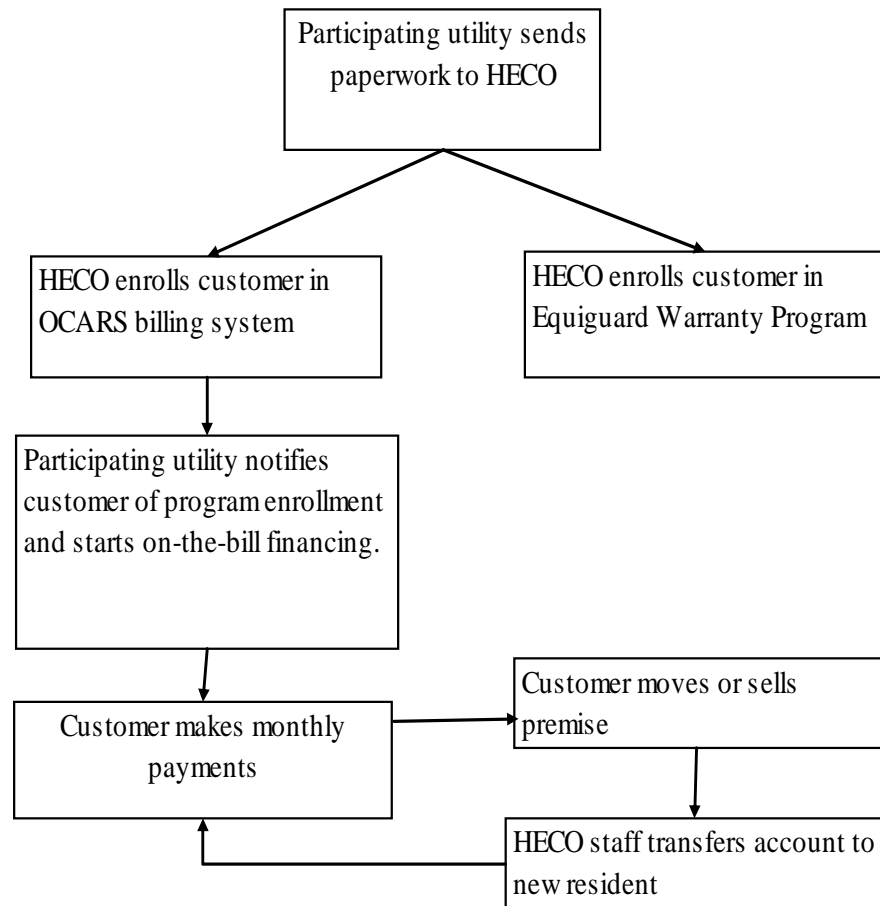 Participating utility sends
paperwork to HECO
HECO enrolls customer in
OCARS billing system
HECO enrolls customer in
Equiguard Warranty Program
Participating utility notifies
customer of program enrollment
and starts on-the-bill financing.
Customer makes monthly
payments
Customer moves or sells
premise
HECO staff transfers account to
new resident